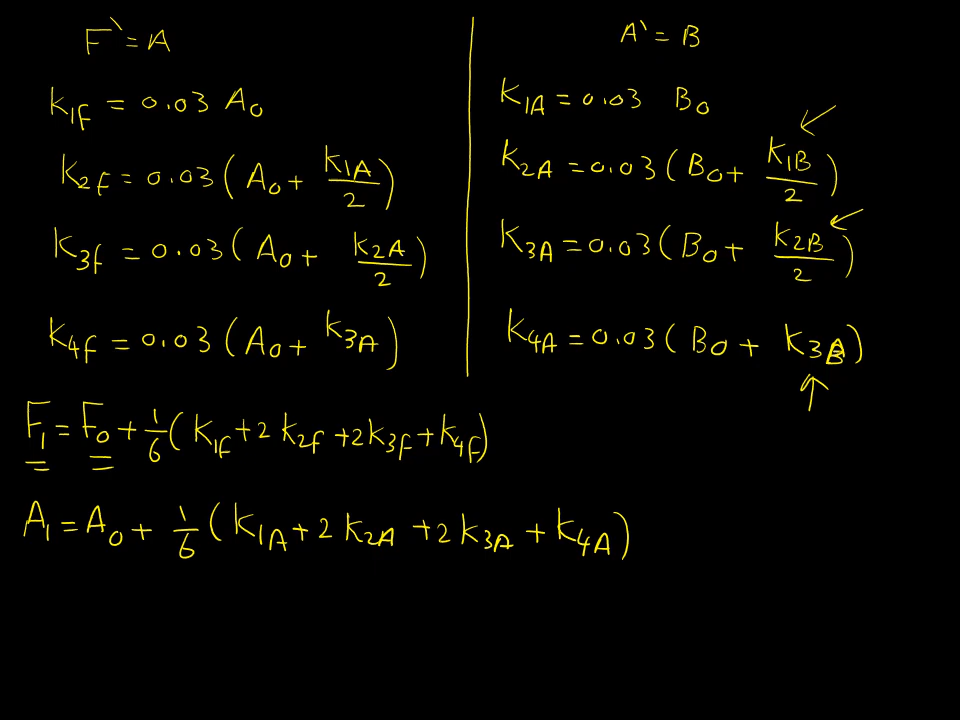 F` = A
k1F = 0.03 A0
k2F = 0.03 ( A0 + k1A/2 )
k3F = 0.03 ( A0 + k2A/2 )
k4F = 0.03 ( A0 + k3A )
A` = B
k1A = 0.03 B0
k2A = 0.03 ( B0 + k1B/2 )
k3A = 0.03 ( B0 + k2B/2 )
k4A = 0.03 ( B0 + k3B )
F1 = F0 + 1/6 ( k1F + 2 k2F + 2 k3F + k4F )
A1 = A0 + 1/6 ( k1A + 2 k2A + 2 k3A + k4A )